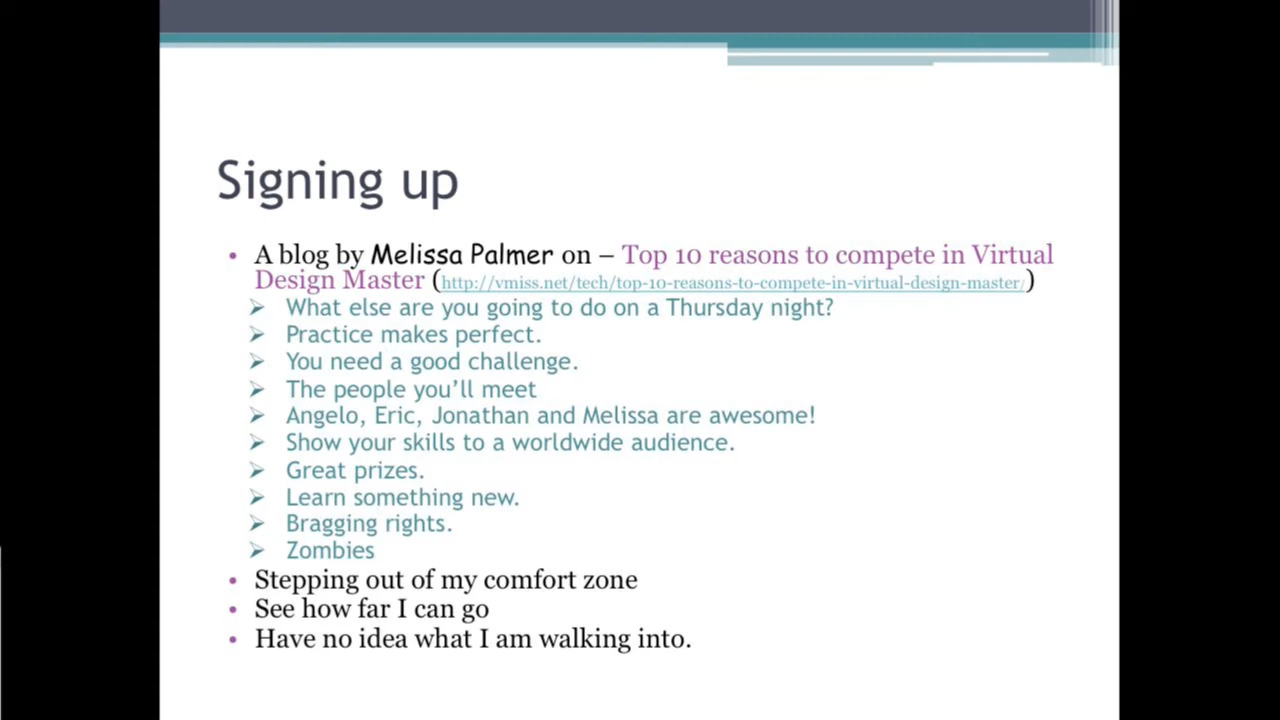 Signing up
• A blog by Melissa Palmer on – Top 10 reasons to compete in Virtual
Design Master (http://vmiss.net/tech/top-10-reasons-to-compete-in-virtual-design-master/)
➢ What else are you going to do on a Thursday night?
➢ Practice makes perfect.
➢ You need a good challenge.
➢ The people you’ll meet
➢ Angelo, Eric, Jonathan and Melissa are awesome!
➢ Show your skills to a worldwide audience.
➢ Great prizes.
➢ Learn something new.
➢ Bragging rights.
➢ Zombies
• Stepping out of my comfort zone
• See how far I can go
• Have no idea what I am walking into.